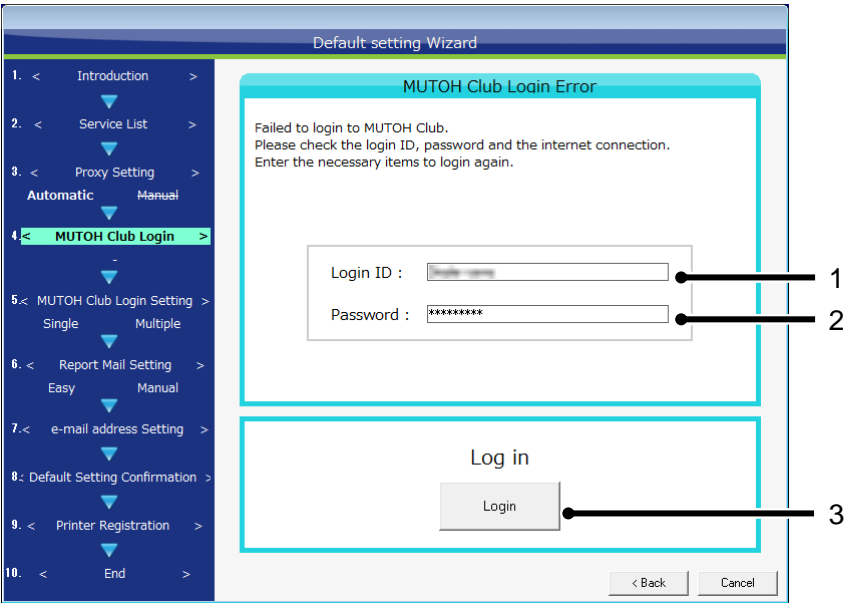 Default setting Wizard
1. < Introduction >
2. < Service List >
3. < Proxy Setting >
Automatic Manual
4.< MUTOH Club Login >
-
5.< MUTOH Club Login Setting >
Single Multiple
6. < Report Mail Setting >
Easy Manual
7.< e-mail address Setting >
8.< Default Setting Confirmation >
9. < Printer Registration >
10. < End >
MUTOH Club Login Error
Failed to login to MUTOH Club.
Please check the login ID, password and the internet connection.
Enter the necessary items to login again.
Login ID :
1
Password : *********
2
Log in
Login
3
< Back Cancel